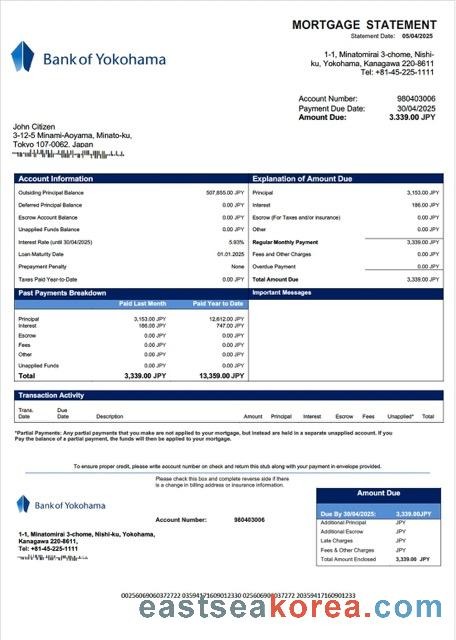 MORTGAGE STATEMENT
Statement Date: 05/04/2025
Bank of Yokohama
1-1, Minatomirai 3-chome, Nishi-
ku, Yokohama, Kanagawa 220-8611
Tel: +81-45-225-1111
Account Number: 980403006
Payment Due Date: 30/04/2025
Amount Due: 3.339.00 JPY
John Citizen
3-12-5 Minami-Aoyama, Minato-ku,
Tokyo 107-0062. Japan
Account Information
Outsiding Principal Balance 507,855.00 JPY
Deferred Principal Balance 0.00 JPY
Escrow Account Balance 0.00 JPY
Unapplied Funds Balance 0.00 JPY
Interest Rate (until 30/04/2025) 5.93%
Loan-Maturity Date 01.01.2025
Prepayment Penalty None
Taxes Paid Year-to-Date 0.00 JPY
Explanation of Amount Due
Principal 3,153.00 JPY
Interest 186.00 JPY
Escrow (For Taxes and/or insurance) 0.00 JPY
Other 0.00 JPY
Regular Monthly Payment 3,339.00 JPY
Fees and Other Charges 0.00 JPY
Overdue Payment 0.00 JPY
Total Amount Due 3,339.00 JPY
Past Payments Breakdown
Paid Last Month Paid Year to Date
Principal 3,153.00 JPY 12,612.00 JPY
Interest 186.00 JPY 747.00 JPY
Escrow 0.00 JPY 0.00 JPY
Fees 0.00 JPY 0.00 JPY
Other 0.00 JPY 0.00 JPY
Unapplied Funds 0.00 JPY 0.00 JPY
Total 3,339.00 JPY 13,359.00 JPY
Important Messages
Transaction Activity
Trans. Date Due Date Description Amount Principal Interest Escrow Fees Unapplied* Total
*Partial Payments: Any partial payments that you make are not applied to your mortgage, but instead are held in a separate unapplied account. If you
Pay the balance of a partial payment, the funds will then be applied to your mortgage.
To ensure proper credit, please write account number on check and return this stub along with your payment in envelope provided.
Please check this box and complete reverse side if there
is a change in billing address or insurance information.
Bank of Yokohama
Account Number: 980403006
1-1, Minatomirai 3-chome, Nishi-ku, Yokohama,
Kanagawa 220-8611,
Tel: +81-45-225-1111
Amount Due
Due By 30/04/2025: 3,339.00JPY
Additional Principal JPY
Additional Escrow JPY
Late Charges JPY
Fees & Other Charges JPY
Total Amount Enclosed 3,339.00 JPY
00256069060372722 03594171609012330 0256069060372722 20359417160901233
eastseakorea.com